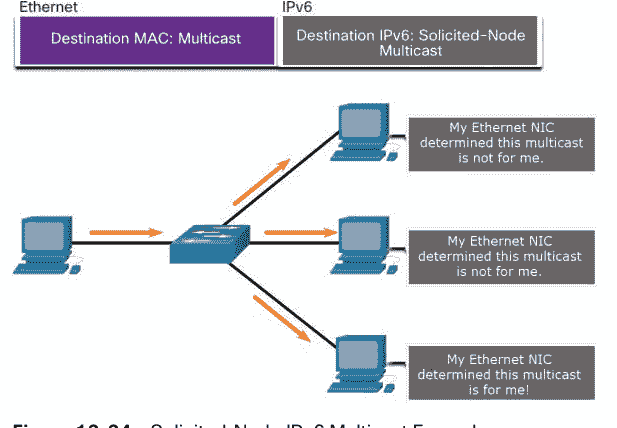 Ethernet
IPv6
Destination MAC: Multicast
Destination IPv6: Solicited-Node
Multicast
My Ethernet NIC
determined this multicast
is not for me.
My Ethernet NIC
determined this multicast
is not for me.
My Ethernet NIC
determined this multicast
is for me!